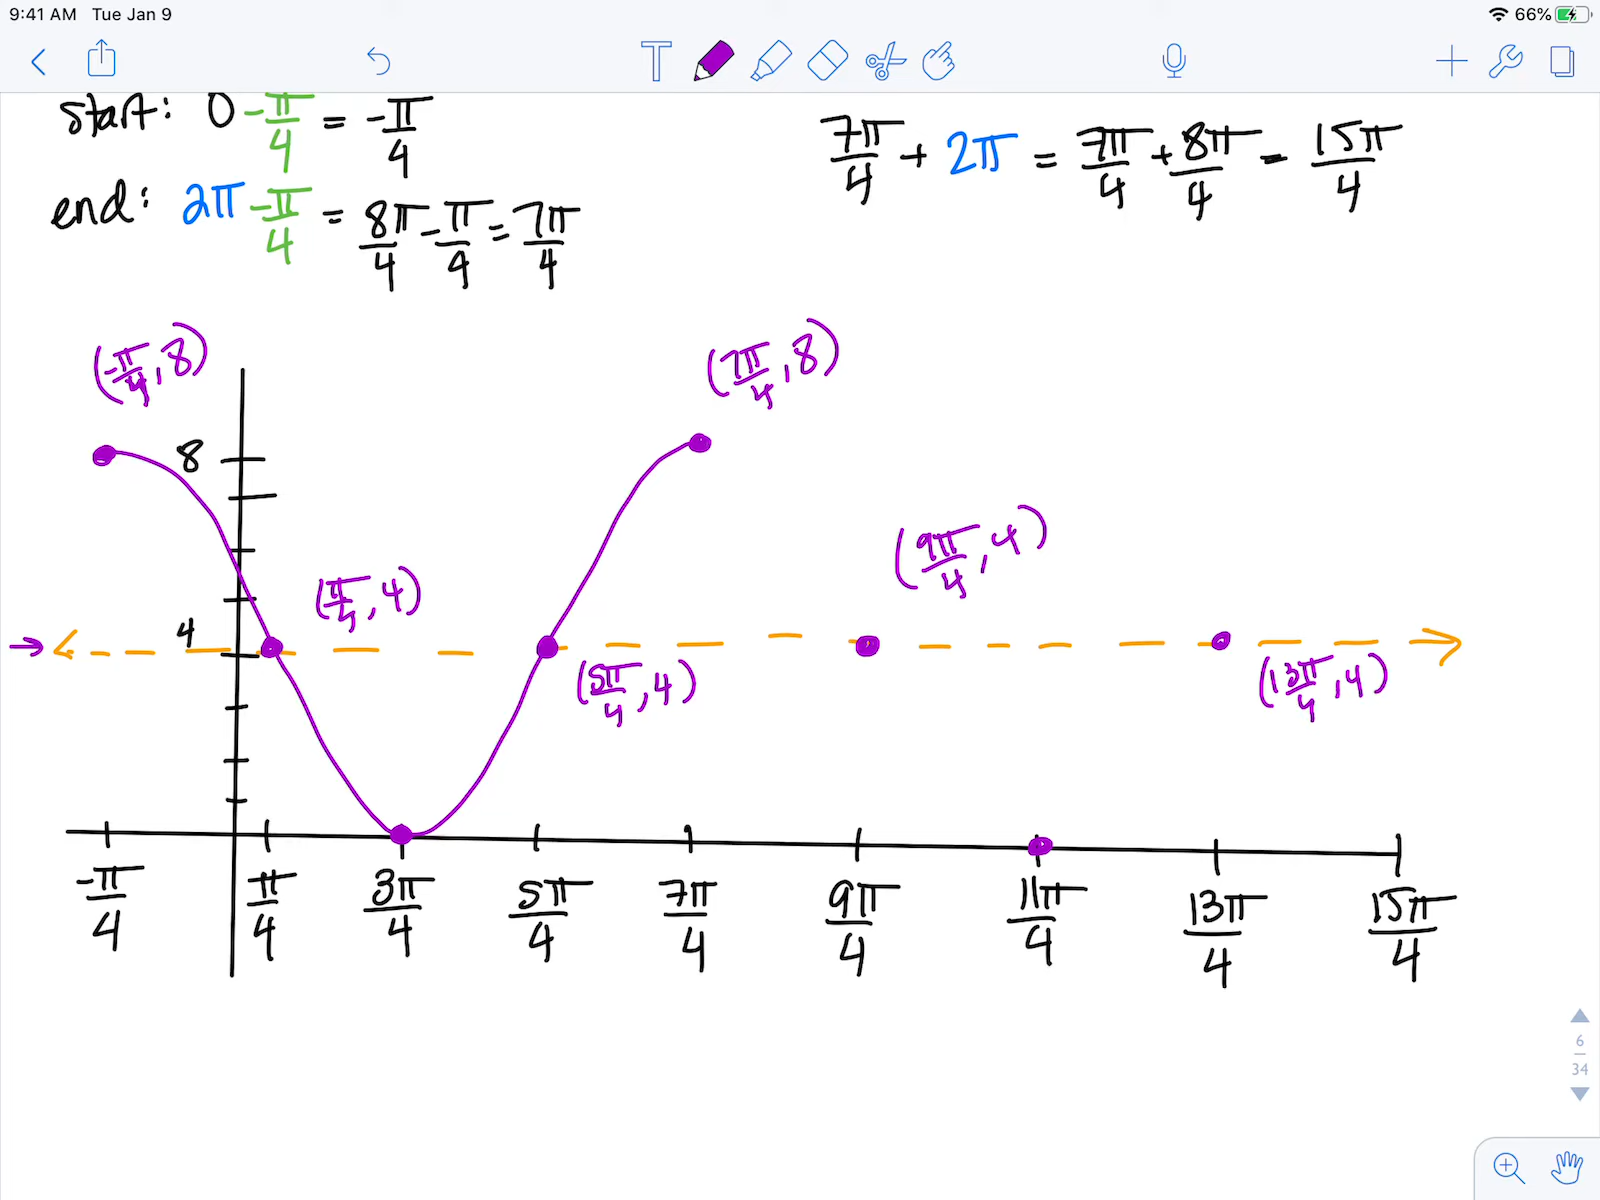 9:41 AM Tue Jan 9
66%
T
start: 0 - π/4 = -π/4
7π/4 + 2π = 7π/4 + 8π/4 = 15π/4
end: 2π - π/4 = 8π/4 - π/4 = 7π/4
(-π/4, 8)
(7π/4, 8)
8
(9π/4, 4)
(π/4, 4)
4
(5π/4, 4)
(13π/4, 4)
-π/4 π/4 3π/4 5π/4 7π/4 9π/4 11π/4 13π/4 15π/4
6
34